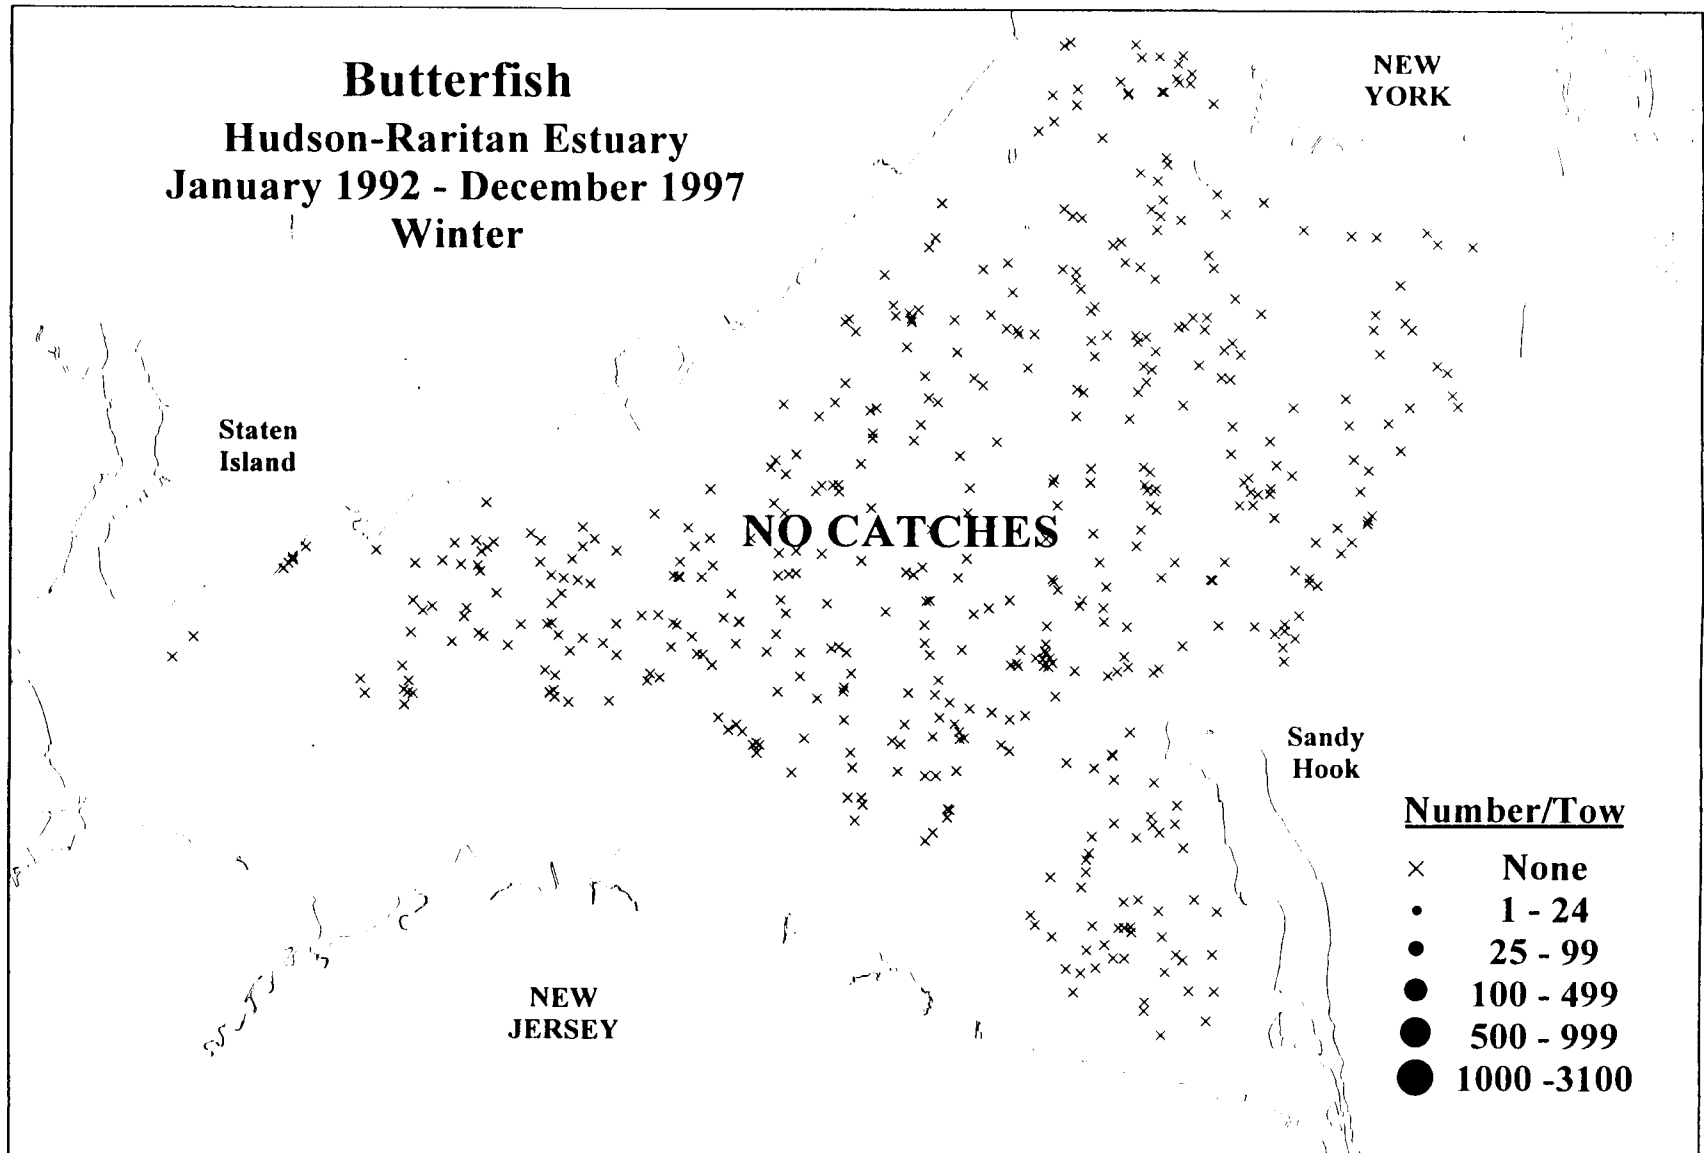 Butterfish
Hudson-Raritan Estuary
January 1992 - December 1997
Winter
NEW
YORK
Staten
Island
NO CATCHES
Sandy
Hook
NEW
JERSEY
Number/Tow
None
1 - 24
25 - 99
100 - 499
500 - 999
1000 -3100